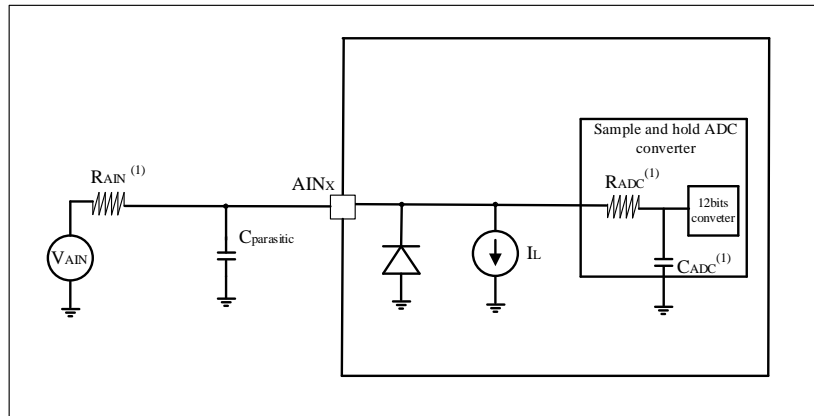 Sample and hold ADC
converter
RAIN (1)
AINX
RADC(1)
12bits
conveter
VAIN
Cparasitic
IL
CADC(1)